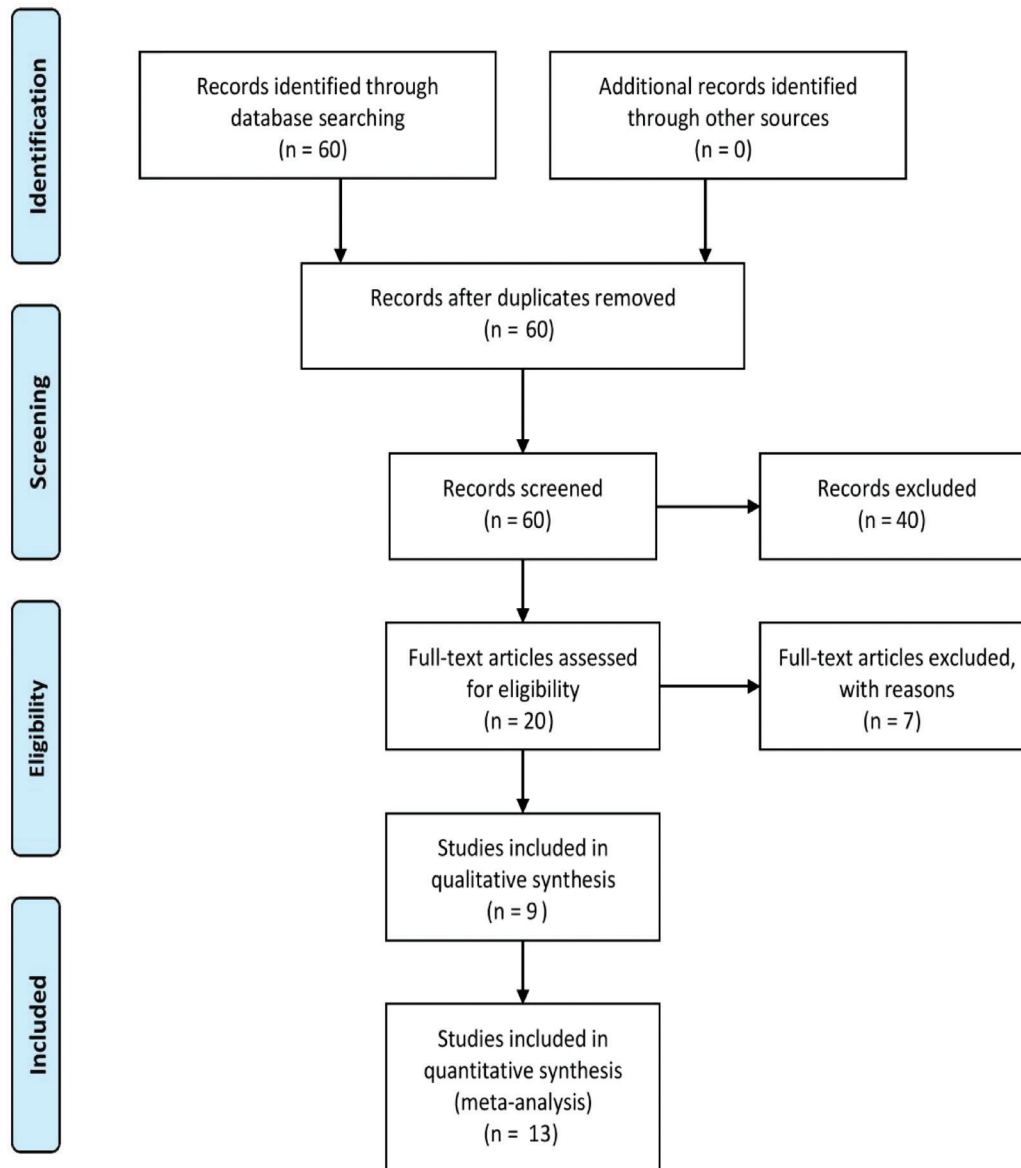 Identification
Records identified through
database searching
(n = 60)
Additional records identified
through other sources
(n = 0)
Records after duplicates removed
(n = 60)
Screening
Records screened
(n = 60)
Records excluded
(n = 40)
Eligibility
Full-text articles assessed
for eligibility
(n = 20)
Full-text articles excluded,
with reasons
(n = 7)
Studies included in
qualitative synthesis
(n = 9 )
Included
Studies included in
quantitative synthesis
(meta-analysis)
(n = 13)